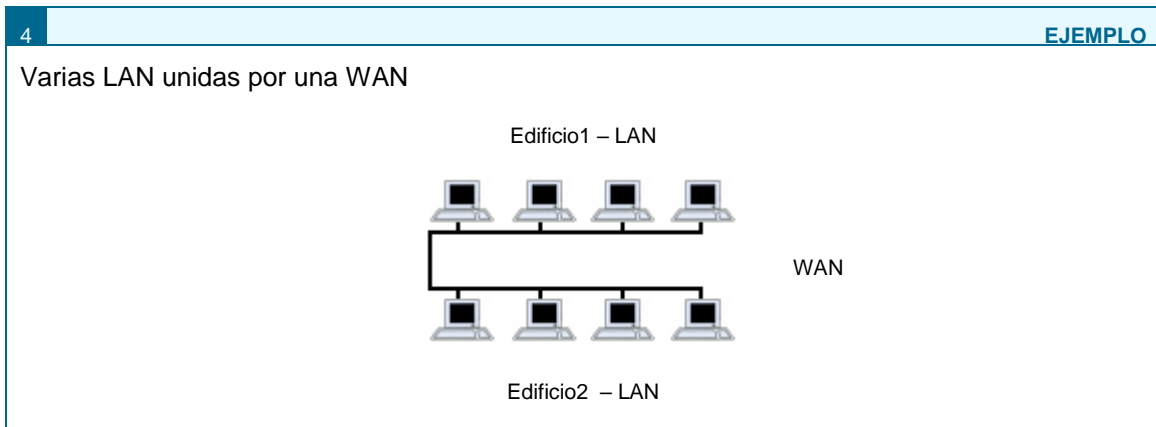 4
EJEMPLO
Varias LAN unidas por una WAN
Edificio1 – LAN
WAN
Edificio2 – LAN